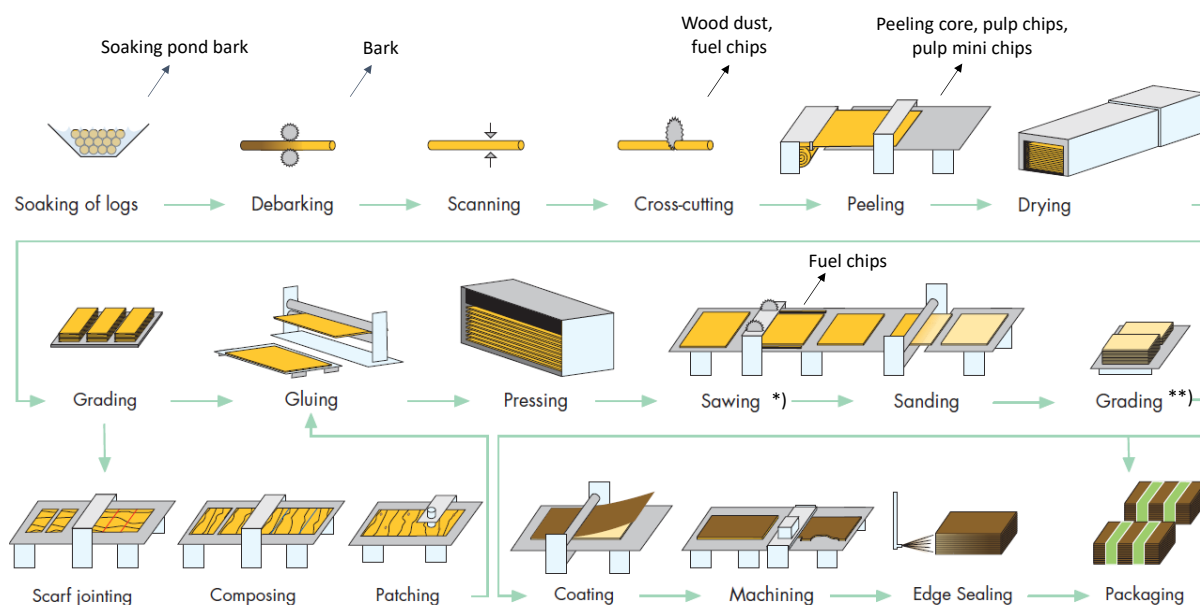 Soaking pond bark
Bark
Wood dust,
fuel chips
Peeling core, pulp chips,
pulp mini chips
Soaking of logs
Debarking
Scanning
Cross-cutting
Peeling
Drying
Fuel chips
Grading
Gluing
Pressing
Sawing *)
Sanding
Grading **)
Scarf jointing
Composing
Patching
Coating
Machining
Edge Sealing
Packaging